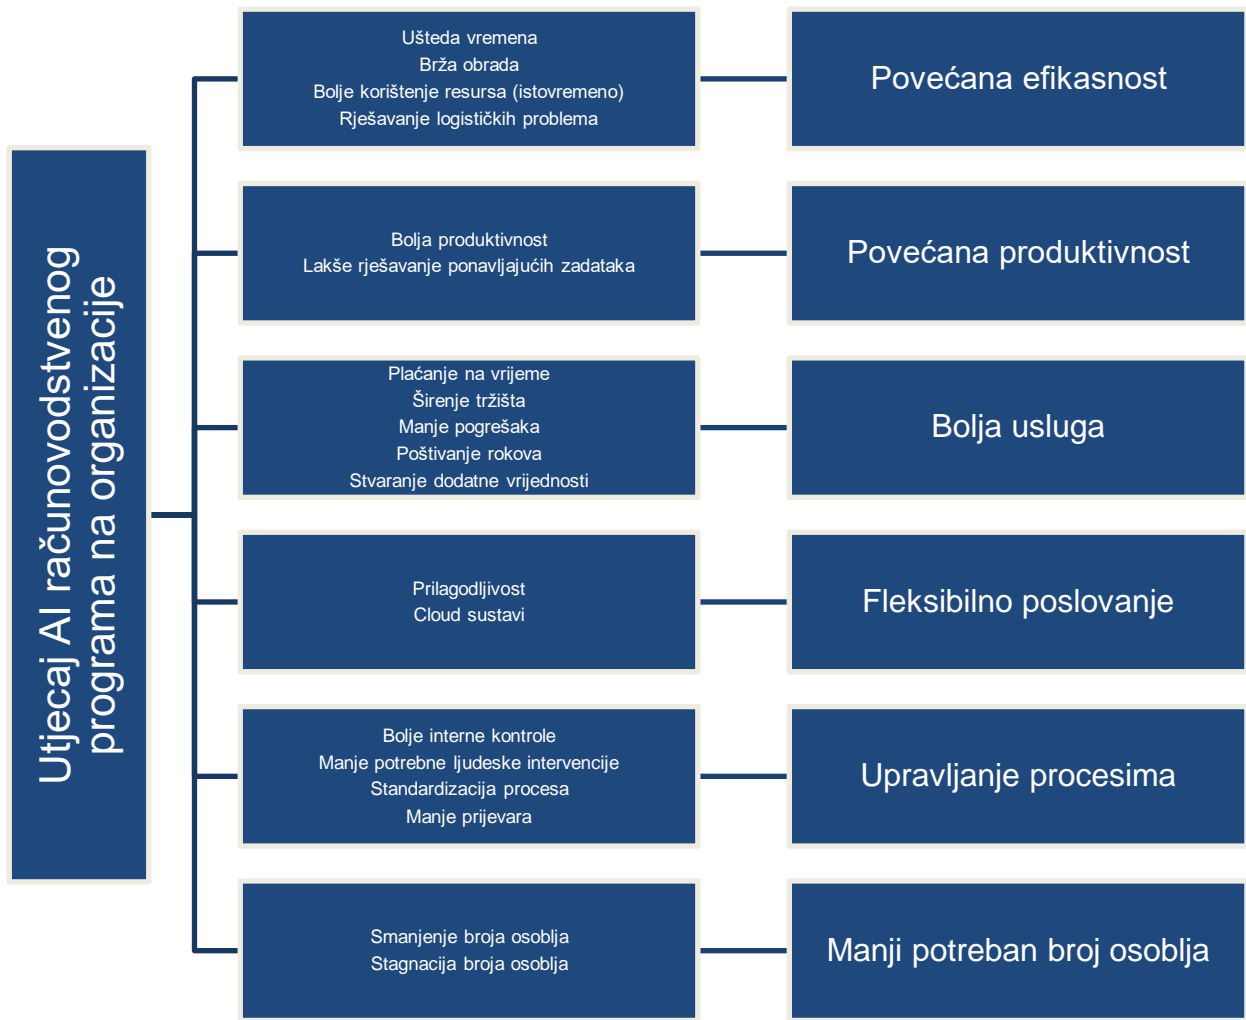 Utjecaj AI računovodstvenog
programa na organizacije
Ušteda vremena
Brža obrada
Bolje korištenje resursa (istovremeno)
Rješavanje logističkih problema
Povećana efikasnost
Bolja produktivnost
Lakše rješavanje ponavljajućih zadataka
Povećana produktivnost
Plaćanje na vrijeme
Širenje tržišta
Manje pogrešaka
Poštivanje rokova
Stvaranje dodatne vrijednosti
Bolja usluga
Prilagodljivost
Cloud sustavi
Fleksibilno poslovanje
Bolje interne kontrole
Manje potrebne ljudeske intervencije
Standardizacija procesa
Manje prijevara
Upravljanje procesima
Smanjenje broja osoblja
Stagnacija broja osoblja
Manji potreban broj osoblja